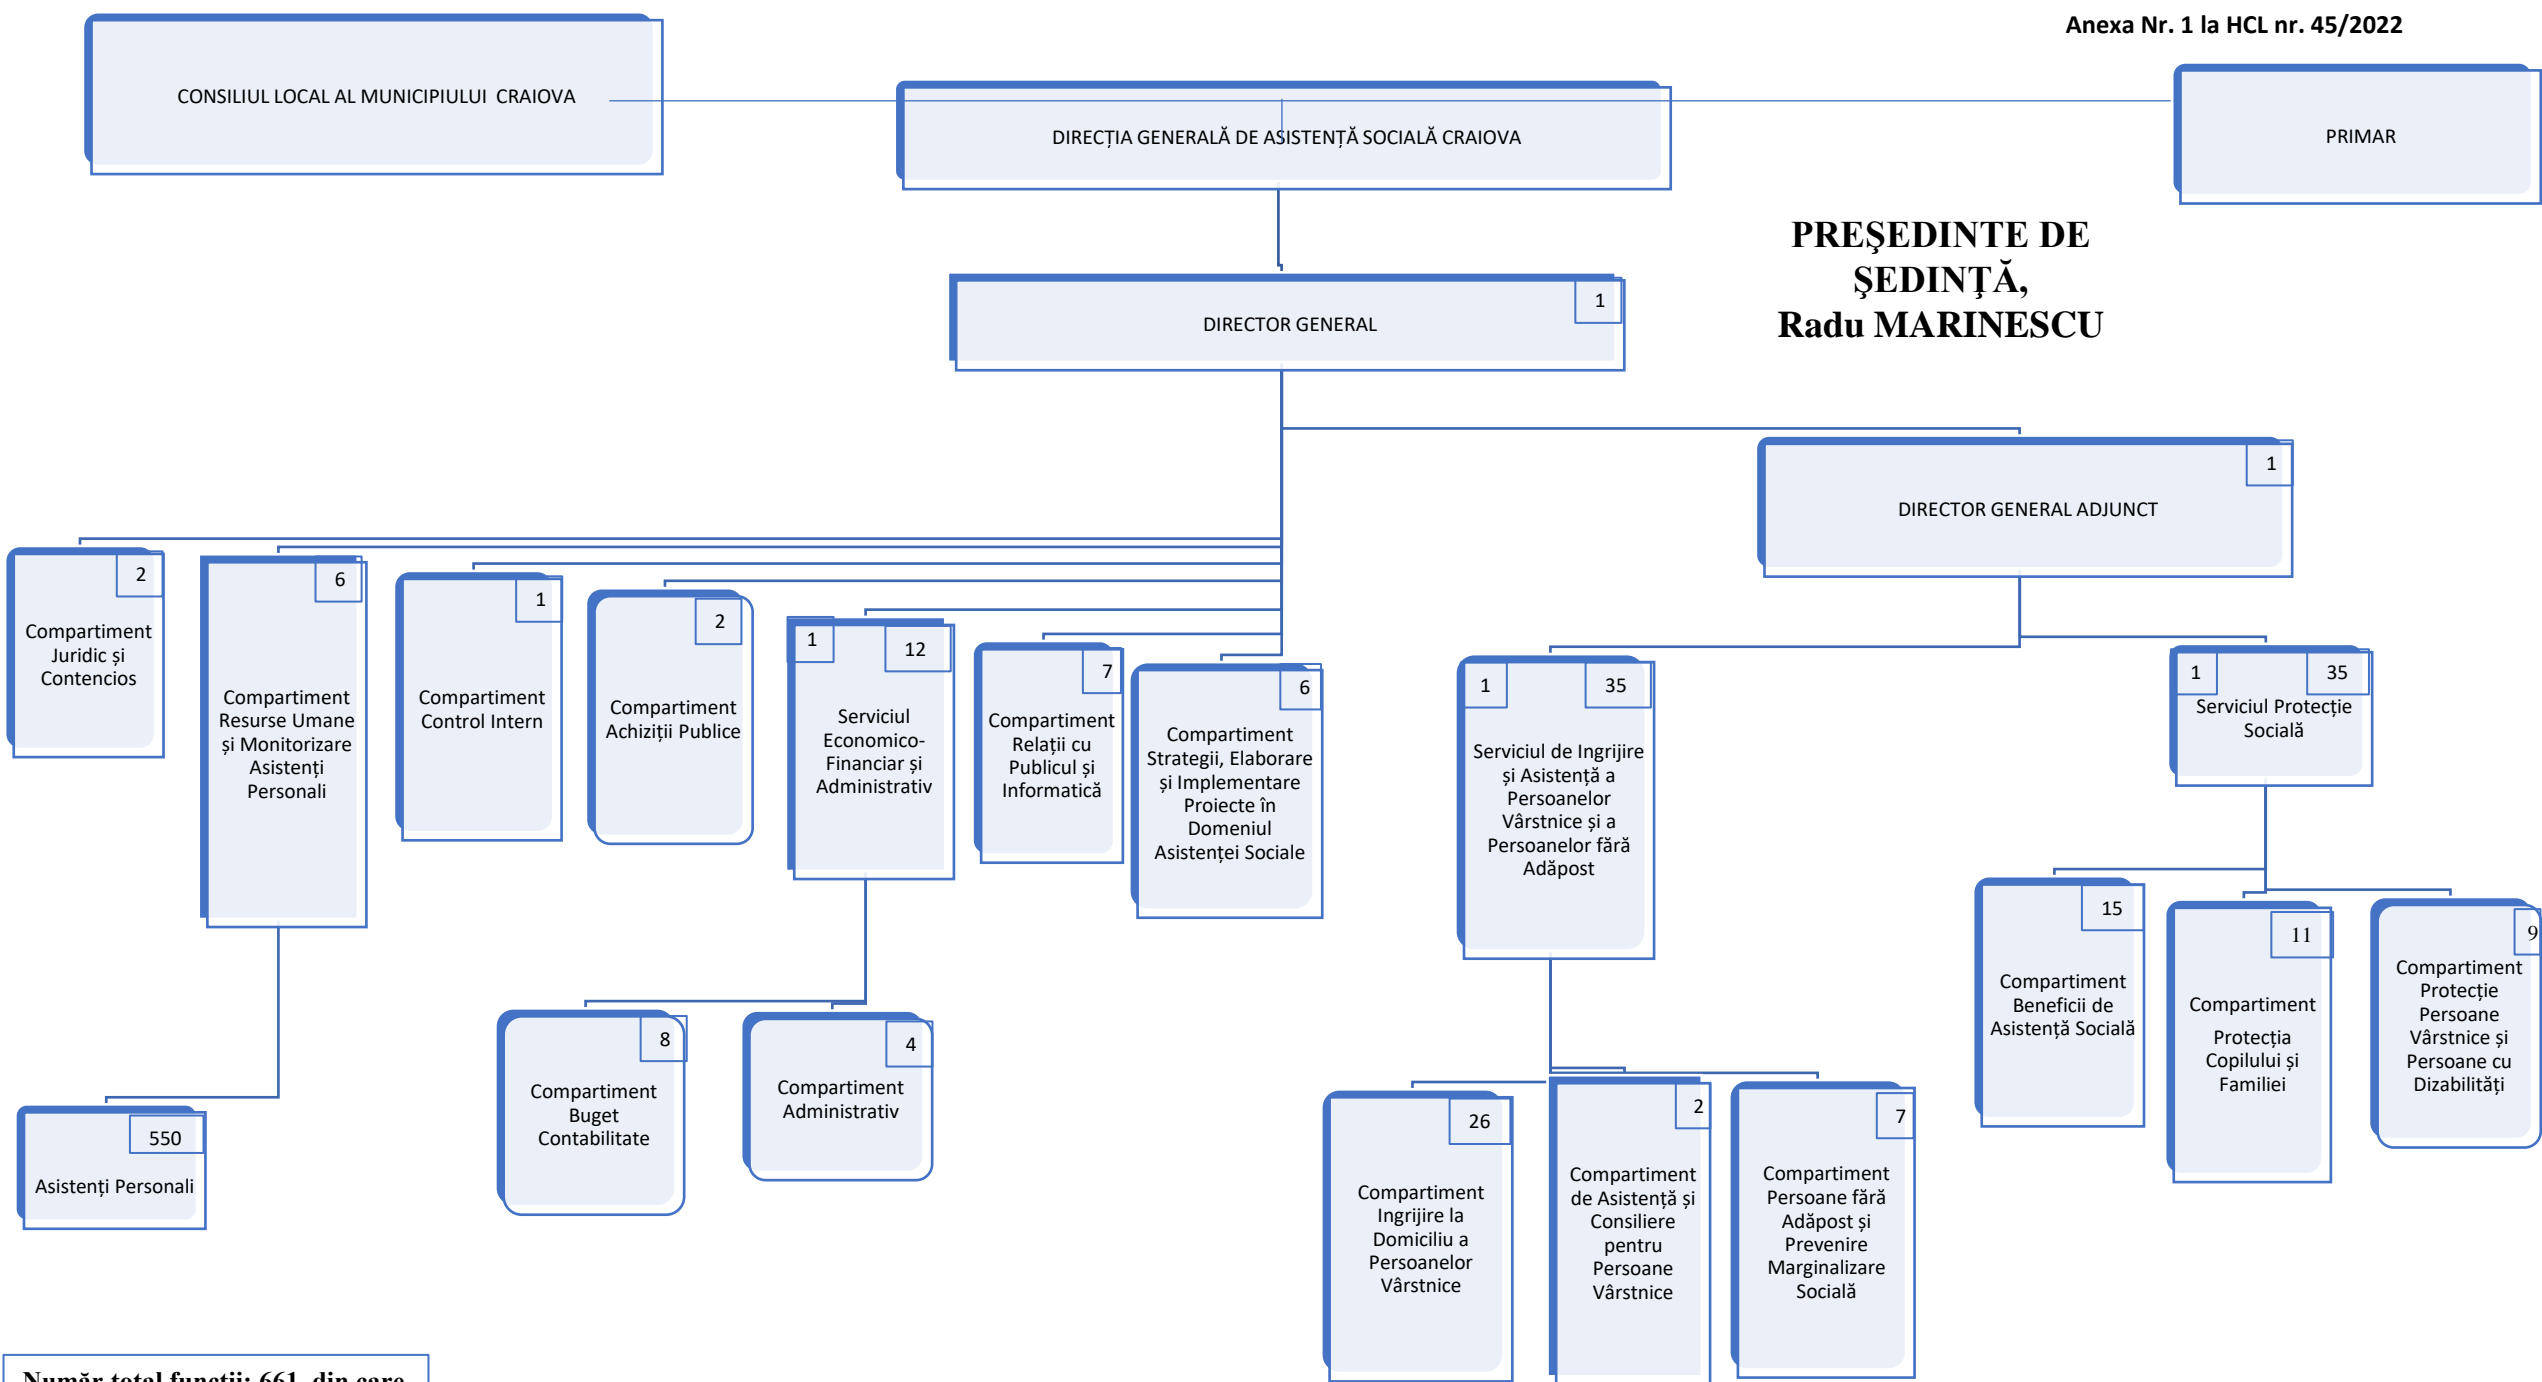 Anexa Nr. 1 la HCL nr. 45/2022
CONSILIUL LOCAL AL MUNICIPIULUI CRAIOVA
DIRECȚIA GENERALĂ DE ASISTENȚĂ SOCIALĂ CRAIOVA
PRIMAR
PREŞEDINTE DE
ŞEDINŢĂ,
Radu MARINESCU
1
DIRECTOR GENERAL
1
DIRECTOR GENERAL ADJUNCT
2
Compartiment
Juridic și
Contencios
6
Compartiment
Resurse Umane
și Monitorizare
Asistenți
Personali
1
Compartiment
Control Intern
2
Compartiment
Achiziții Publice
1
12
Serviciul
Economico-
Financiar și
Administrativ
7
Compartiment
Relații cu
Publicul și
Informatică
6
Compartiment
Strategii, Elaborare
și Implementare
Proiecte în
Domeniul
Asistenței Sociale
1
35
Serviciul de Ingrijire
și Asistență a
Persoanelor
Vârstnice și a
Persoanelor fără
Adăpost
1
35
Serviciul Protecție
Socială
550
Asistenți Personali
8
Compartiment
Buget
Contabilitate
4
Compartiment
Administrativ
26
Compartiment
Ingrijire la
Domiciliu a
Persoanelor
Vârstnice
2
Compartiment
de Asistență și
Consiliere
pentru
Persoane
Vârstnice
7
Compartiment
Persoane fără
Adăpost și
Prevenire
Marginalizare
Socială
15
Compartiment
Beneficii de
Asistență Socială
11
Compartiment
Protecția
Copilului și
Familiei
9
Compartiment
Protecție
Persoane
Vârstnice și
Persoane cu
Dizabilități
Număr total funcții: 661, din care